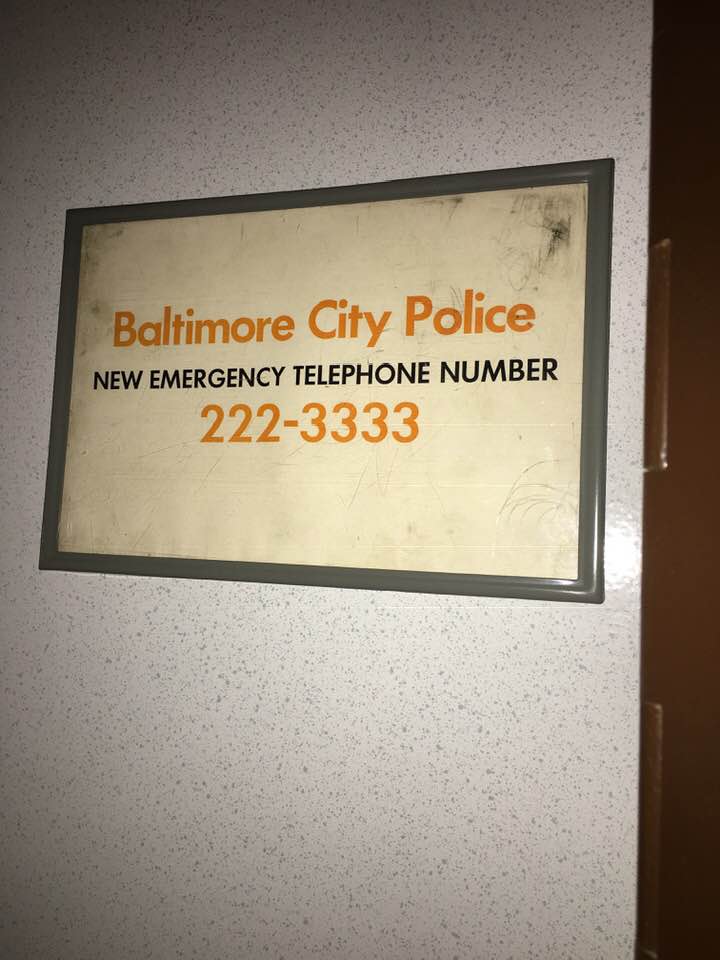 Baltimore City Police
NEW EMERGENCY TELEPHONE NUMBER
222-3333